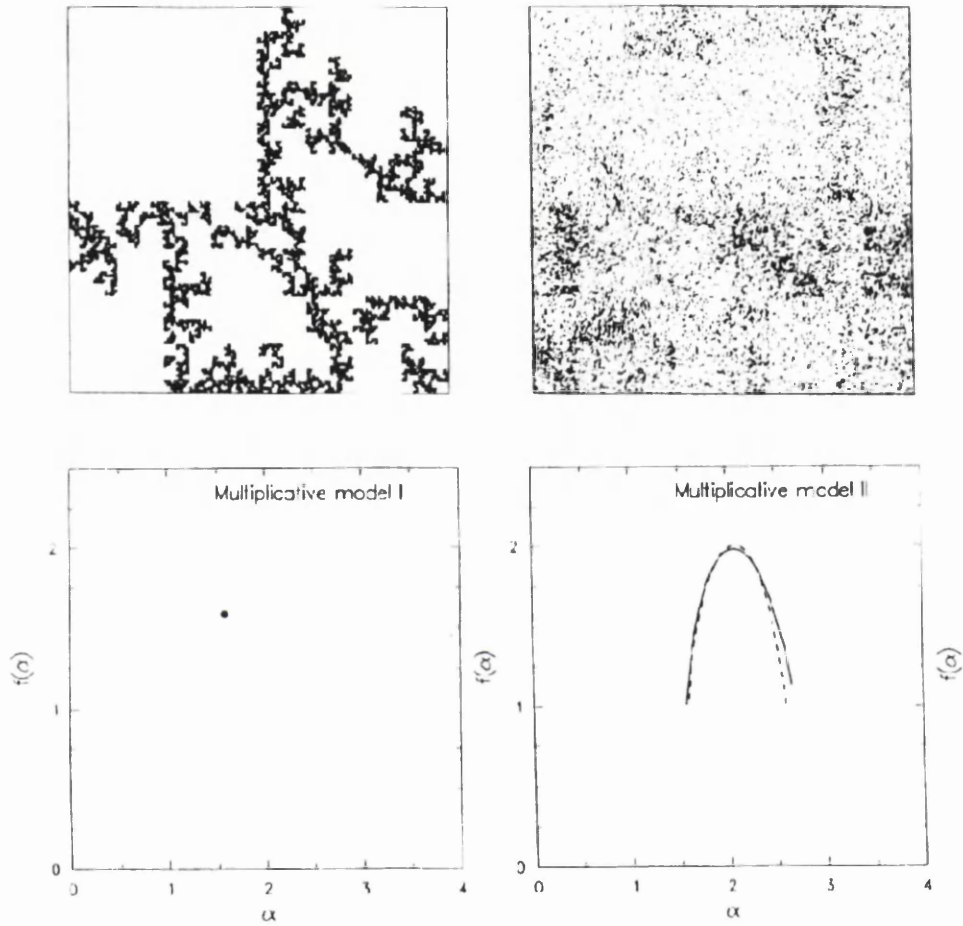 Multiplicative model I
2
1
0
f(α)
0 1 2 3 4
α
Multiplicative model II
2
1
0
f(α)
0 1 2 3 4
α
f(α)